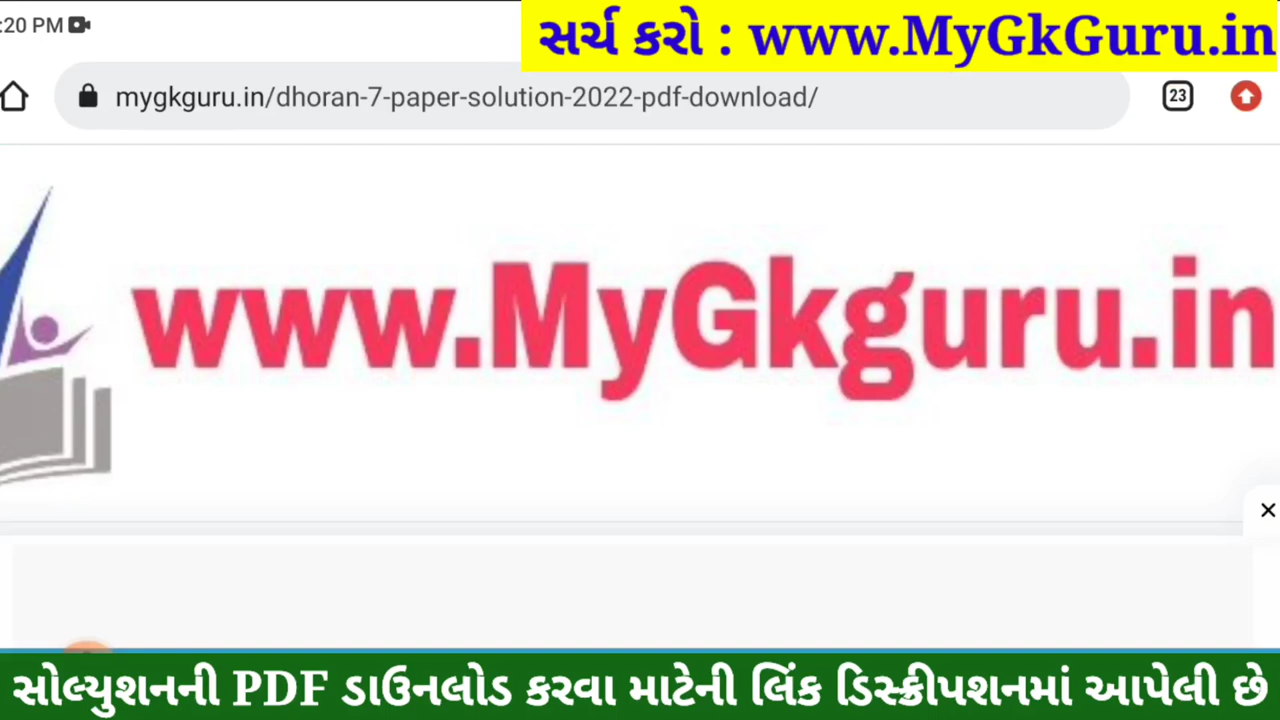 :20 PM
સર્ચ કરો : www.MyGkGuru.in
mygkguru.in/dhoran-7-paper-solution-2022-pdf-download/
23
www.MyGkguru.in
સોલ્યુશનની PDF ડાઉનલોડ કરવા માટેની લિંક ડિસ્ક્રીપશનમાં આપેલી છે